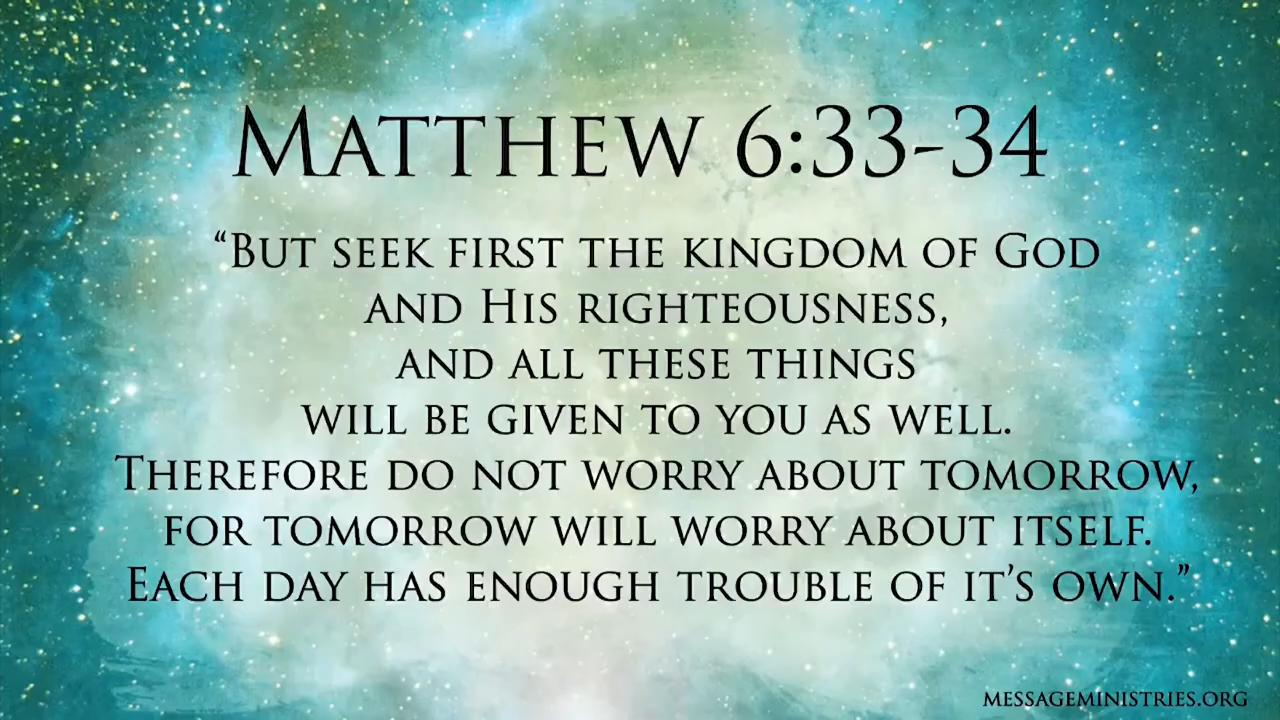 Matthew 6:33-34
“But seek first the kingdom of God
and His righteousness,
and all these things
will be given to you as well.
Therefore do not worry about tomorrow,
for tomorrow will worry about itself.
Each day has enough trouble of it’s own.”
messageministries.org